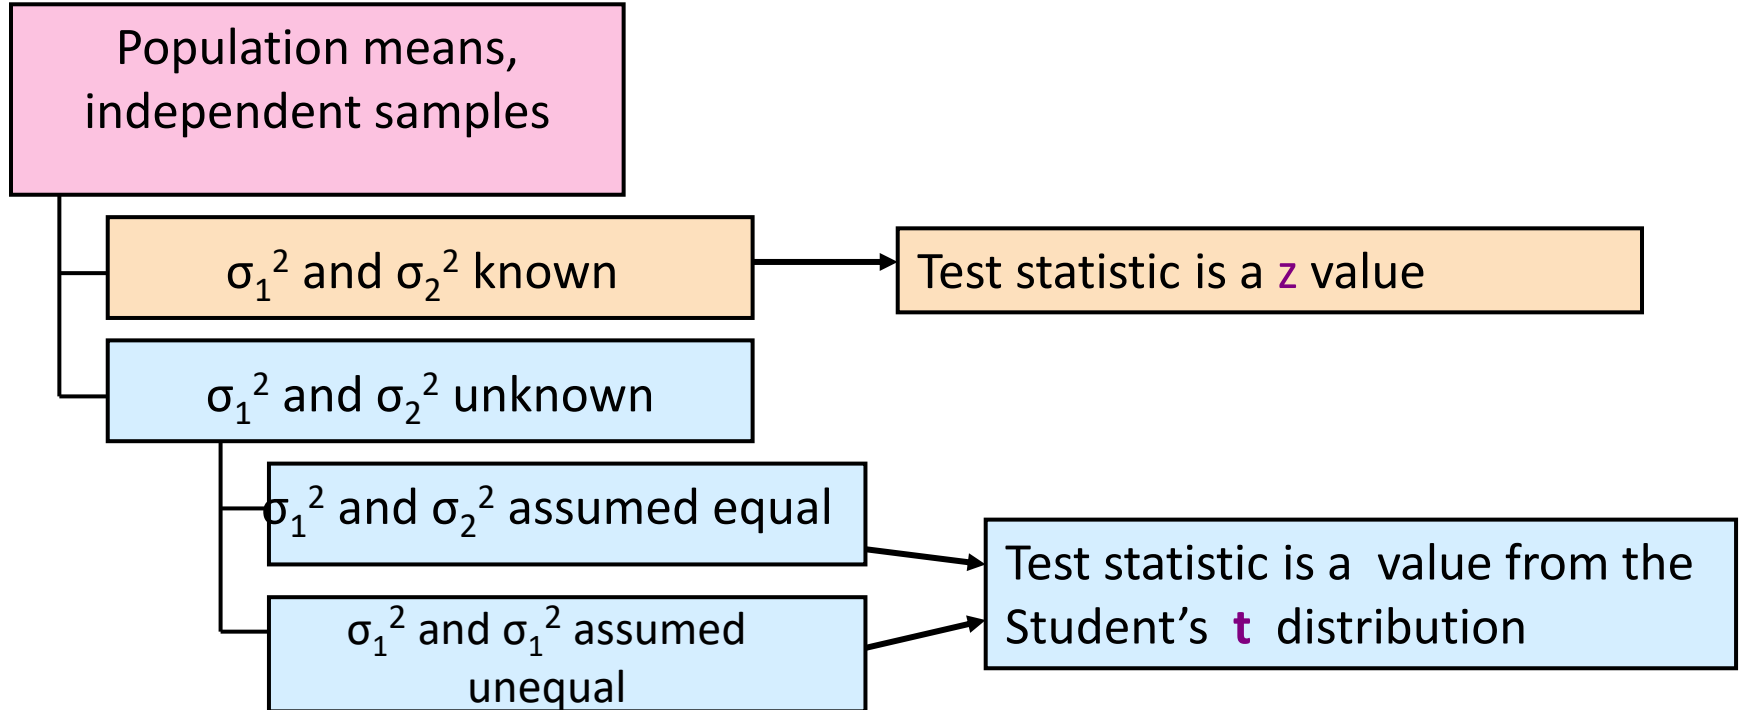 Population means,
independent samples
σ₁² and σ₂² known
Test statistic is a z value
σ₁² and σ₂² unknown
σ₁² and σ₂² assumed equal
Test statistic is a  value from the
Student’s  t  distribution
σ₁² and σ₁² assumed
unequal